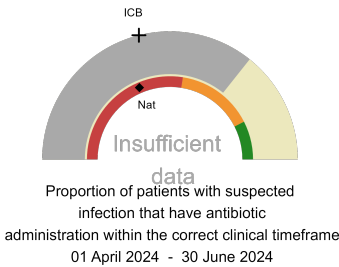 ICB
Nat
Insufficient
data
Proportion of patients with suspected
infection that have antibiotic
administration within the correct clinical timeframe
01 April 2024 - 30 June 2024